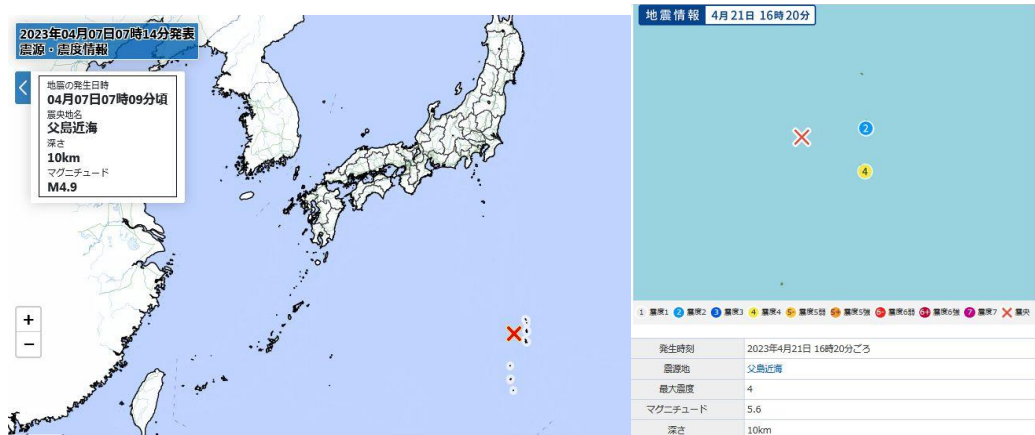 2023年04月07日07時14分発表
震源・震度情報
地震の発生日時
04月07日07時09分頃
震央地名
父島近海
深さ
10km
マグニチュード
M4.9
+
−
地震情報 4月21日 16時20分
2
4
1 震度1 2 震度2 3 震度3 4 震度4 5- 震度5弱 5+ 震度5強 6- 震度6弱 6+ 震度6強 7 震度7 震央
発生時刻 2023年4月21日 16時20分ごろ
震源地 父島近海
最大震度 4
マグニチュード 5.6
深さ 10km